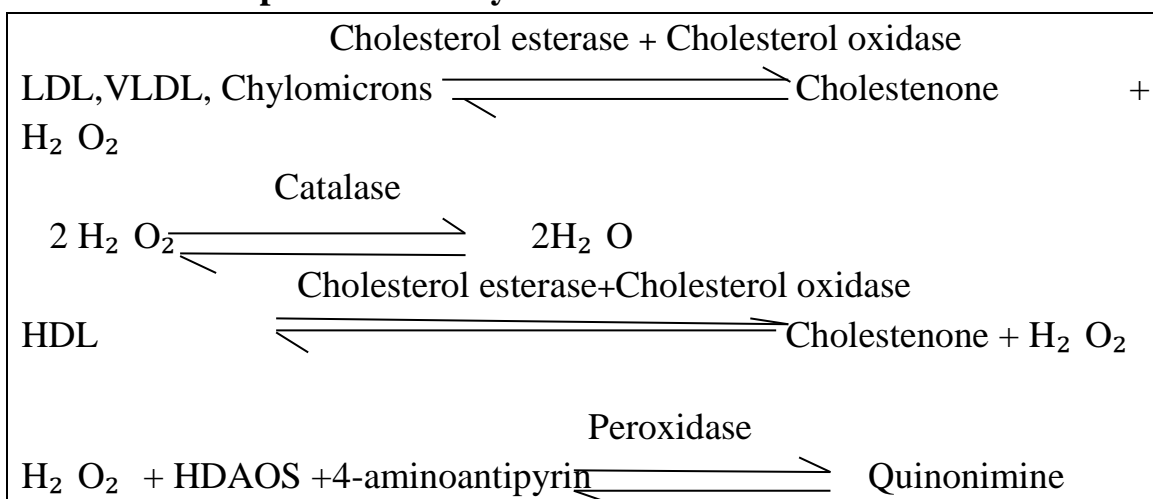 Cholesterol esterase + Cholesterol oxidase
LDL,VLDL, Chylomicrons Cholestenone +
H₂ O₂
Catalase
2 H₂ O₂ 2H₂ O
Cholesterol esterase+Cholesterol oxidase
HDL Cholestenone + H₂ O₂
Peroxidase
H₂ O₂ + HDAOS +4-aminoantipyrin Quinonimine